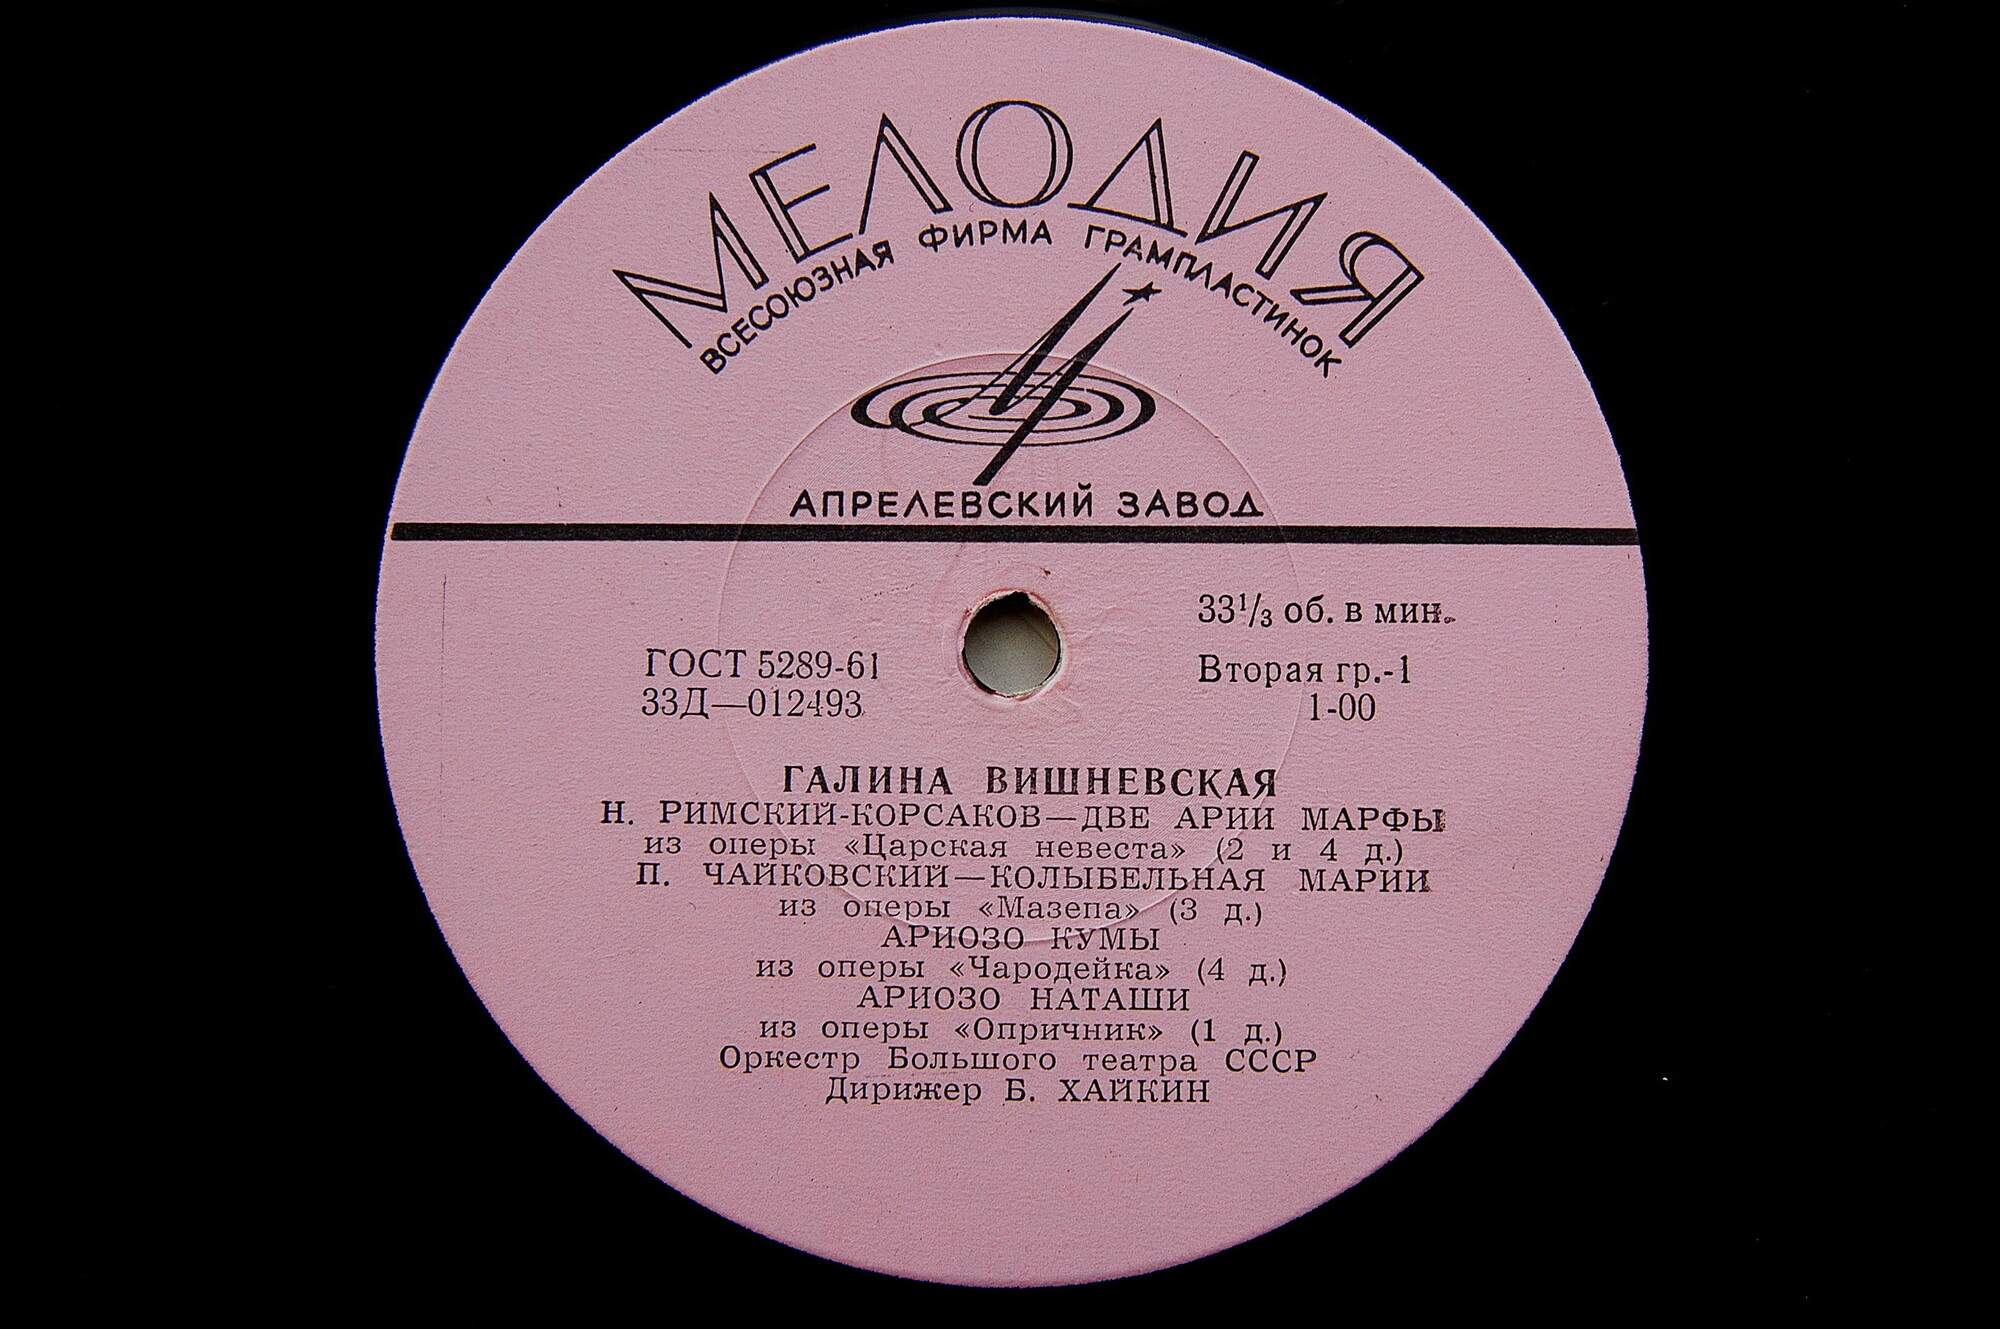 МЕЛОДИЯ
ВСЕСОЮЗНАЯ ФИРМА ГРАМПЛАСТИНОК
АПРЕЛЕВСКИЙ ЗАВОД
33¹/₃ об. в мин.
ГОСТ 5289-61
Вторая гр.-1
33Д—012493
1-00
ГАЛИНА ВИШНЕВСКАЯ
Н. РИМСКИЙ-КОРСАКОВ—ДВЕ АРИИ МАРФЫ
из оперы «Царская невеста» (2 и 4 д.)
П. ЧАЙКОВСКИЙ—КОЛЫБЕЛЬНАЯ МАРИИ
из оперы «Мазепа» (3 д.)
АРИОЗО КУМЫ
из оперы «Чародейка» (4 д.)
АРИОЗО НАТАШИ
из оперы «Опричник» (1 д.)
Оркестр Большого театра СССР
Дирижер Б. ХАЙКИН